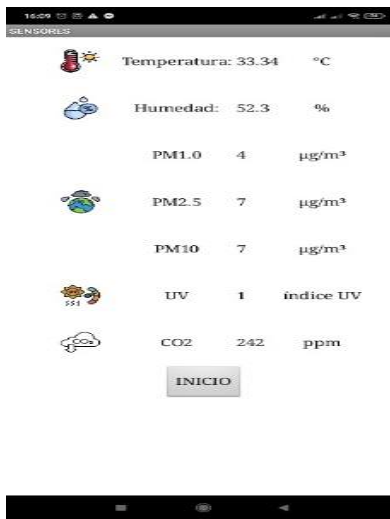 16:09
SENSORES
Temperatura: 33.34 °C
Humedad: 52.3 %
PM1.0 4 µg/m³
PM2.5 7 µg/m³
PM10 7 µg/m³
UV 1 índice UV
CO2 242 ppm
INICIO